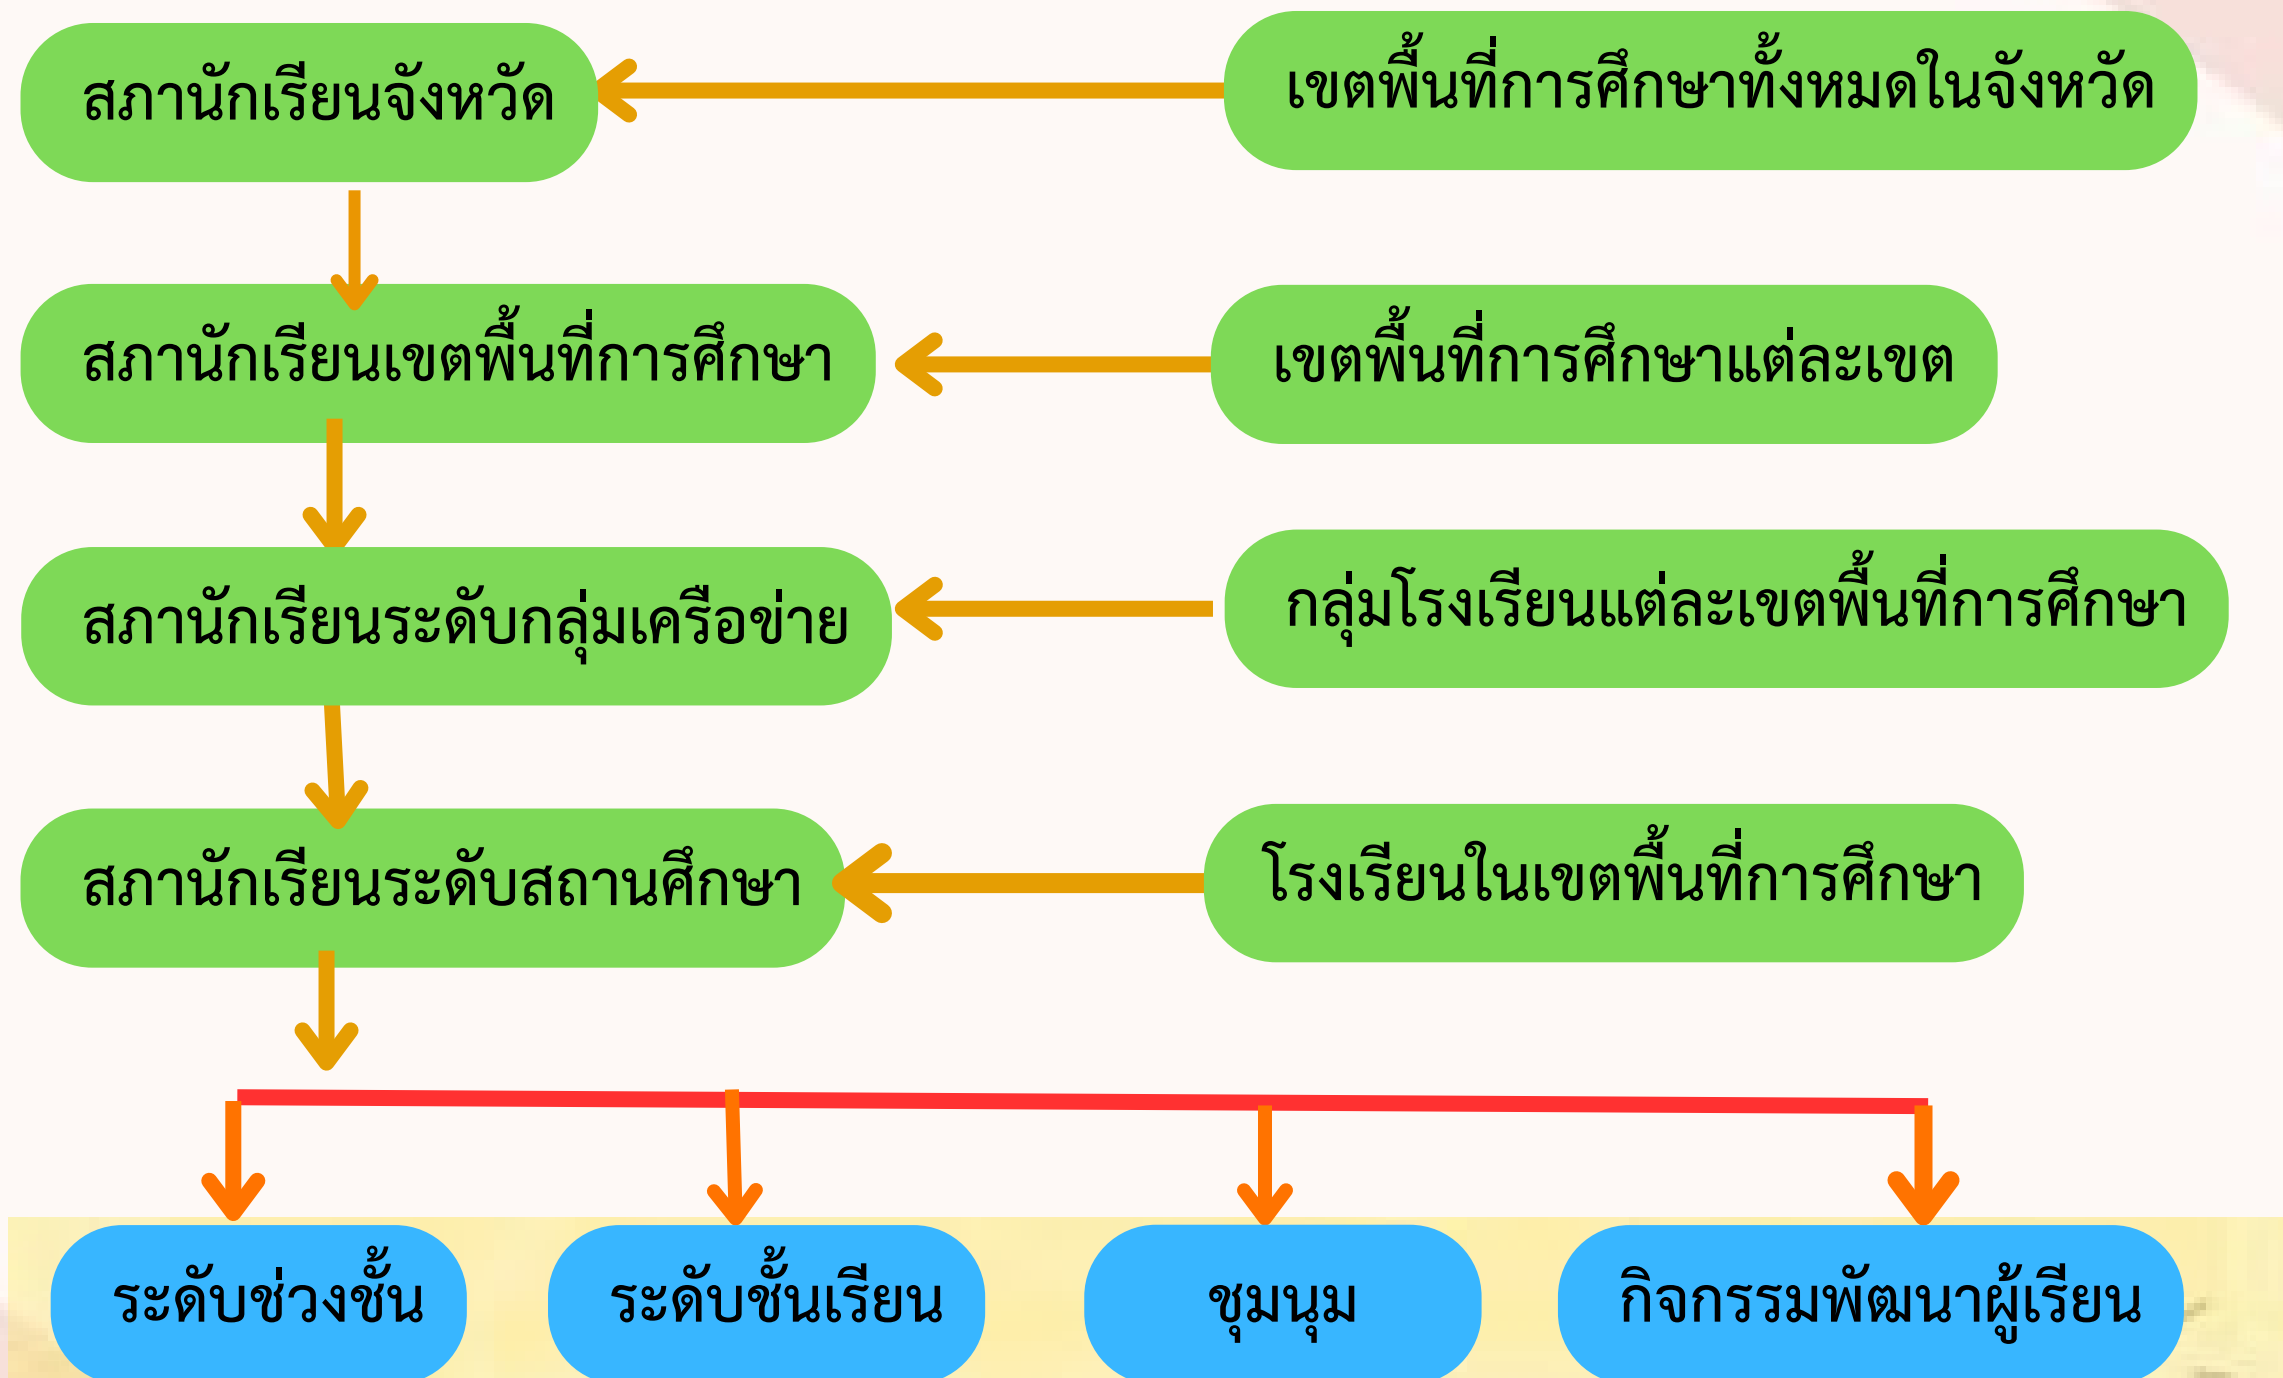 สภานักเรียนจังหวัด
เขตพื้นที่การศึกษาทั้งหมดในจังหวัด
สภานักเรียนเขตพื้นที่การศึกษา
เขตพื้นที่การศึกษาแต่ละเขต
สภานักเรียนระดับกลุ่มเครือข่าย
กลุ่มโรงเรียนแต่ละเขตพื้นที่การศึกษา
สภานักเรียนระดับสถานศึกษา
โรงเรียนในเขตพื้นที่การศึกษา
ระดับช่วงชั้น
ระดับชั้นเรียน
ชุมนุม
กิจกรรมพัฒนาผู้เรียน